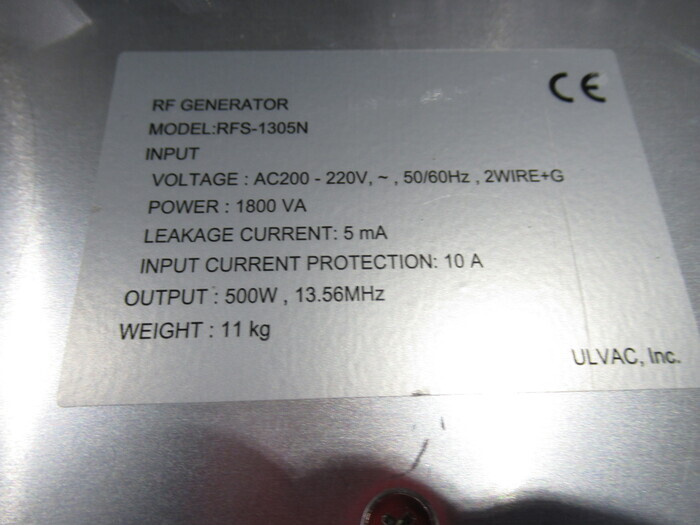 CE
RF GENERATOR
MODEL:RFS-1305N
INPUT
VOLTAGE : AC200 - 220V, ~ , 50/60Hz , 2WIRE+G
POWER : 1800 VA
LEAKAGE CURRENT: 5 mA
INPUT CURRENT PROTECTION: 10 A
OUTPUT : 500W , 13.56MHz
WEIGHT : 11 kg
ULVAC, Inc.